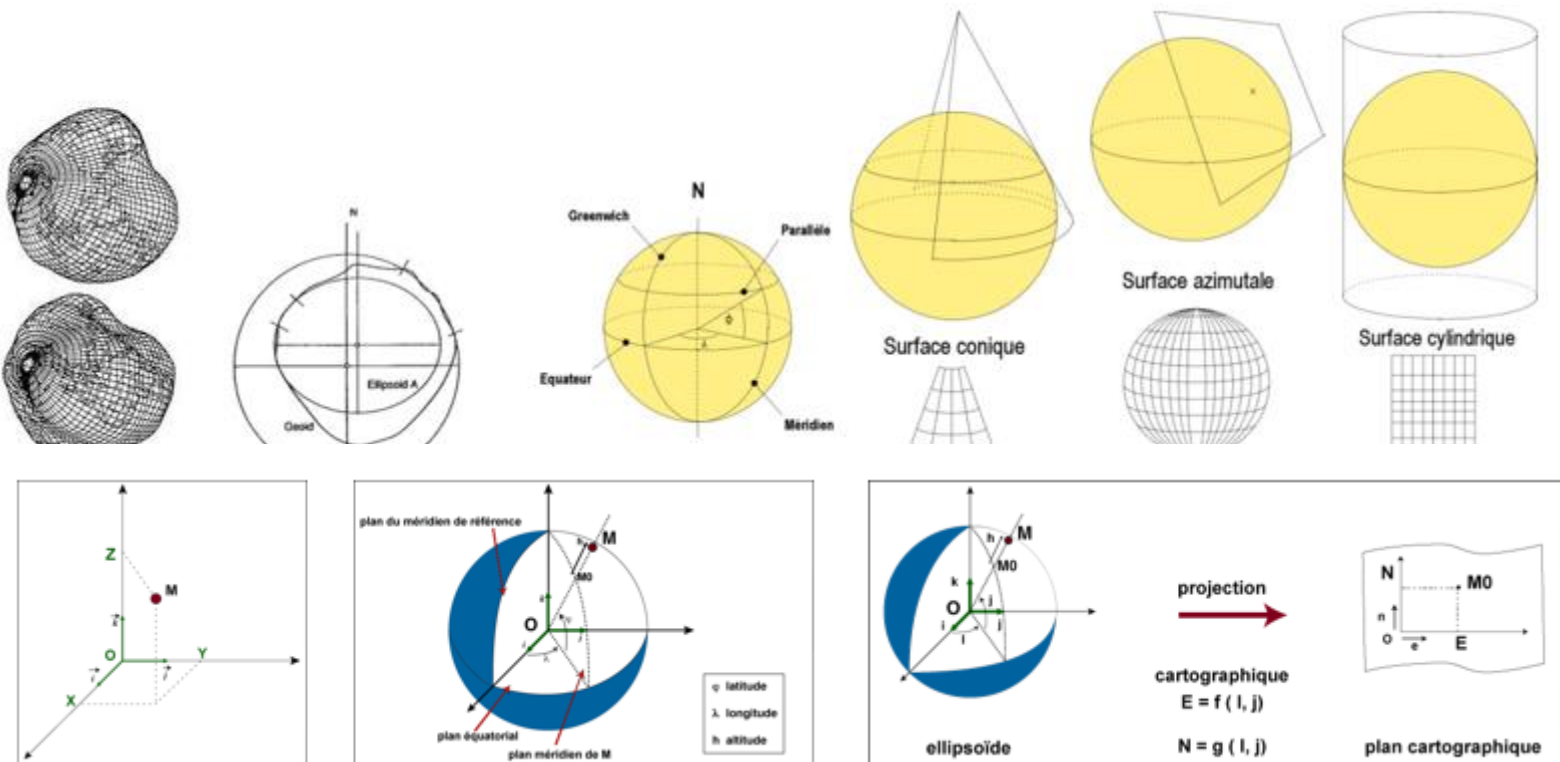 N
Ellipsoid A
Geoid
N
Greenwich
Parallèle
ϕ
λ
Equateur
Méridien
Surface conique
x
Surface azimutale
Surface cylindrique
Z
M
k
O
Y
j
i
X
plan du méridien de référence
M
h
M0
k
O
φ
j
i
λ
plan équatorial
plan méridien de M
φ latitude
λ longitude
h altitude
M
h
M0
k
O
j
i
j
l
ellipsoïde
projection
cartographique
E = f ( l, j)
N = g ( l, j)
N
M0
n
O
e
E
plan cartographique